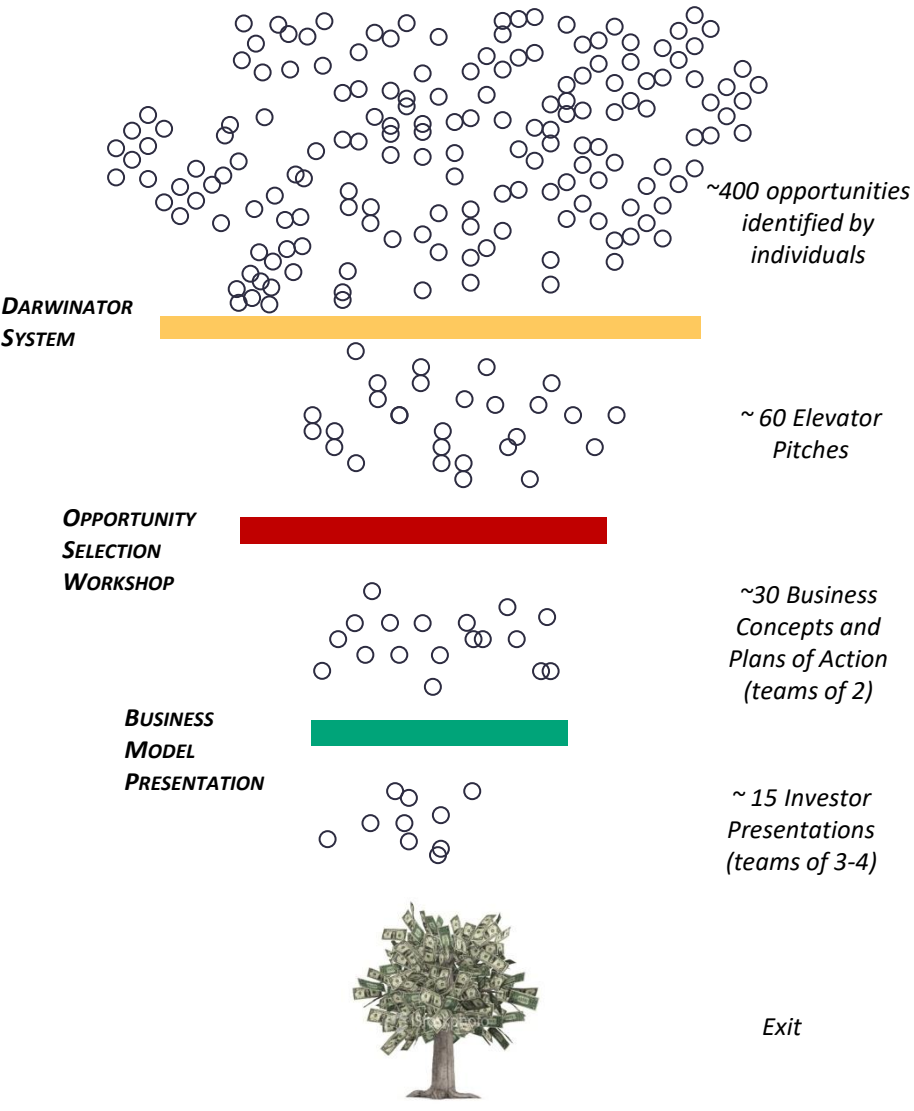 ~400 opportunities
identified by
individuals
DARWINATOR
SYSTEM
~ 60 Elevator
Pitches
OPPORTUNITY
SELECTION
WORKSHOP
~30 Business
Concepts and
Plans of Action
(teams of 2)
BUSINESS
MODEL
PRESENTATION
~ 15 Investor
Presentations
(teams of 3-4)
Exit